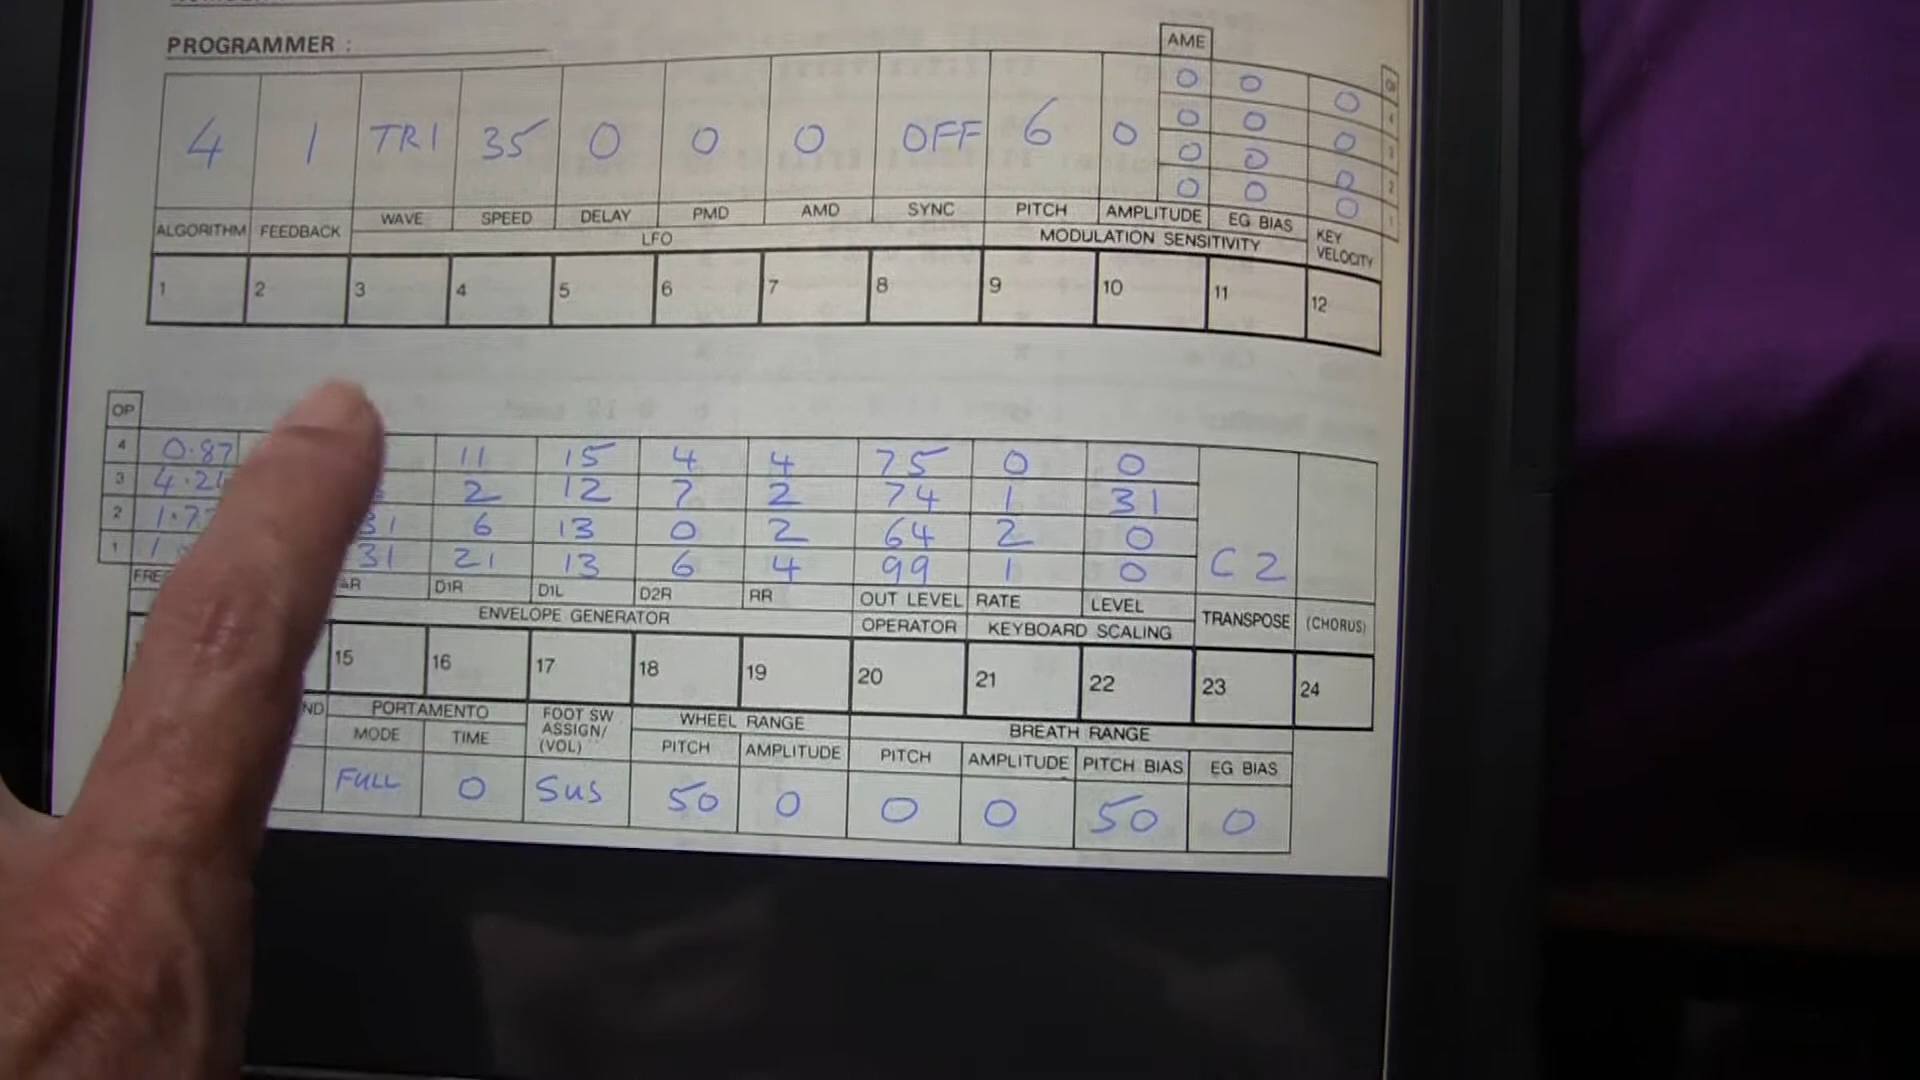 PROGRAMMER :
AME
4 1 TRI 35 0 0 0 OFF 6 0
0 0 0 4
0 0 0 3
0 0 0 2
0 0 0 1
ALGORITHM FEEDBACK WAVE SPEED DELAY PMD AMD SYNC PITCH AMPLITUDE EG BIAS KEY VELOCITY
LFO MODULATION SENSITIVITY
1 2 3 4 5 6 7 8 9 10 11 12
OP
4 0.87 11 15 4 4 75 0 0
3 2 12 7 2 74 1 31
2 31 6 13 0 2 64 2 0
1 31 21 13 6 4 99 1 0 C2
AR D1R D1L D2R RR OUT LEVEL RATE LEVEL TRANSPOSE (CHORUS)
ENVELOPE GENERATOR OPERATOR KEYBOARD SCALING
15 16 17 18 19 20 21 22 23 24
PORTAMENTO FOOT SW ASSIGN/ (VOL) WHEEL RANGE BREATH RANGE
MODE TIME PITCH AMPLITUDE PITCH AMPLITUDE PITCH BIAS EG BIAS
FULL 0 SUS 50 0 0 0 50 0